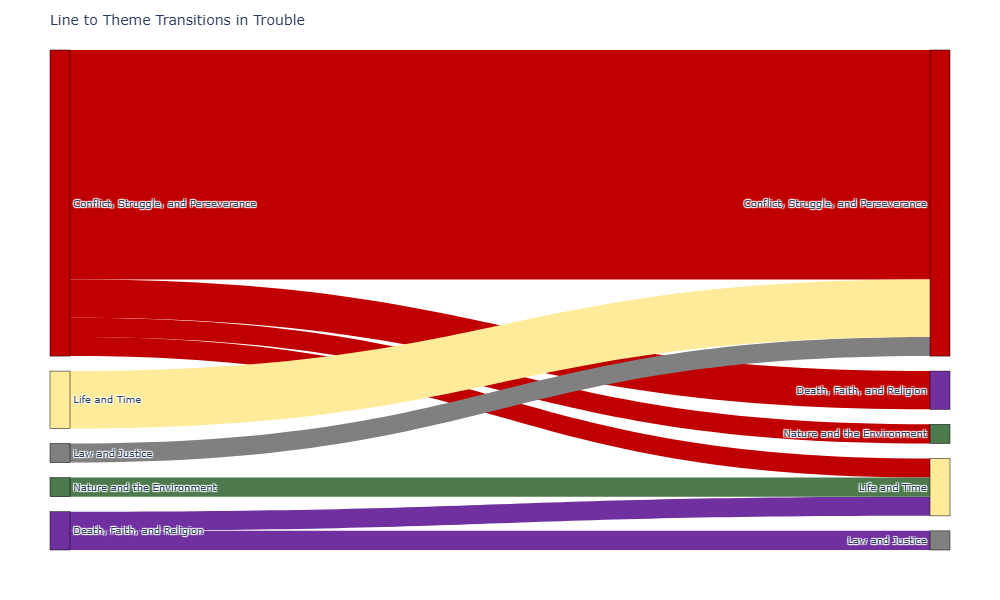 Line to Theme Transitions in Trouble
Conflict, Struggle, and Perseverance
Conflict, Struggle, and Perseverance
Death, Faith, and Religion
Life and Time
Nature and the Environment
Law and Justice
Nature and the Environment
Life and Time
Death, Faith, and Religion
Law and Justice